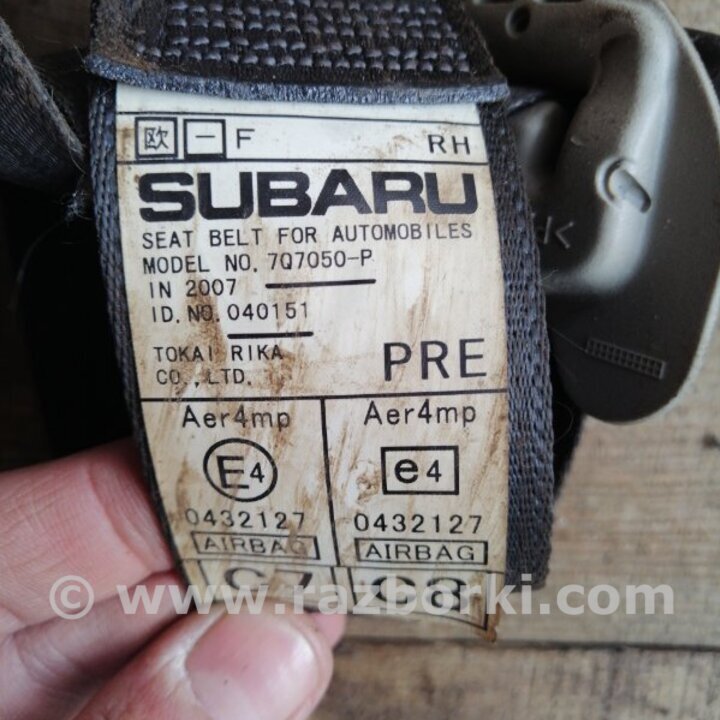 欧 一 F RH
SUBARU
SEAT BELT FOR AUTOMOBILES
MODEL NO. 7Q7050-P
IN 2007
ID. NO. 040151
TOKAI RIKA
CO., LTD.
PRE
Aer4mp Aer4mp
E4 e4
0432127 0432127
AIRBAG AIRBAG
© www.razborki.com